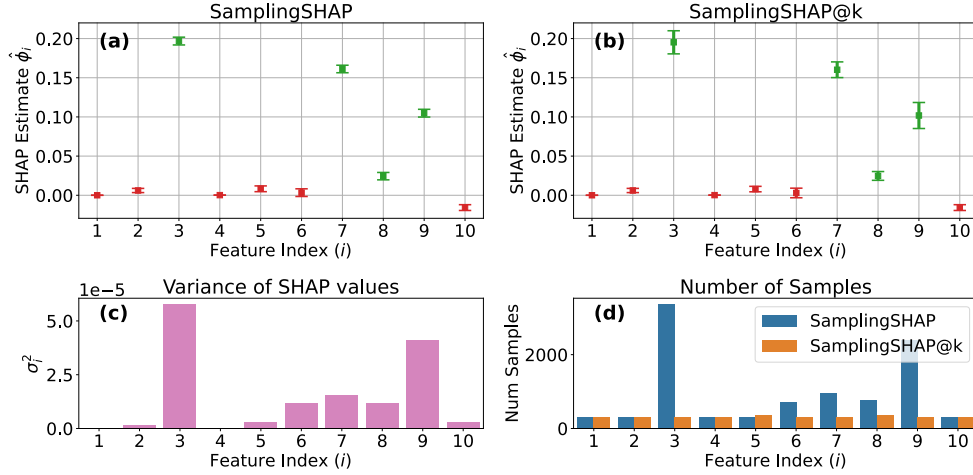 SamplingSHAP
(a)
SHAP Estimate ϕ̂ᵢ
0.20
0.15
0.10
0.05
0.00
1 2 3 4 5 6 7 8 9 10
Feature Index (i)
SamplingSHAP@k
(b)
SHAP Estimate ϕ̂ᵢ
0.20
0.15
0.10
0.05
0.00
1 2 3 4 5 6 7 8 9 10
Feature Index (i)
Variance of SHAP values
1e−5
(c)
σᵢ²
5.0
2.5
0.0
1 2 3 4 5 6 7 8 9 10
Feature Index (i)
Number of Samples
(d)
SamplingSHAP
SamplingSHAP@k
Num Samples
2000
0
1 2 3 4 5 6 7 8 9 10
Feature Index (i)